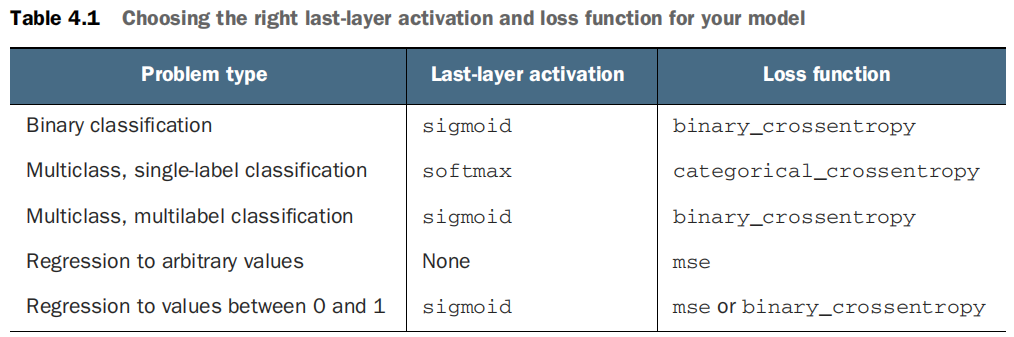 Table 4.1 Choosing the right last-layer activation and loss function for your model
Problem type Last-layer activation Loss function
Binary classification sigmoid binary_crossentropy
Multiclass, single-label classification softmax categorical_crossentropy
Multiclass, multilabel classification sigmoid binary_crossentropy
Regression to arbitrary values None mse
Regression to values between 0 and 1 sigmoid mse or binary_crossentropy